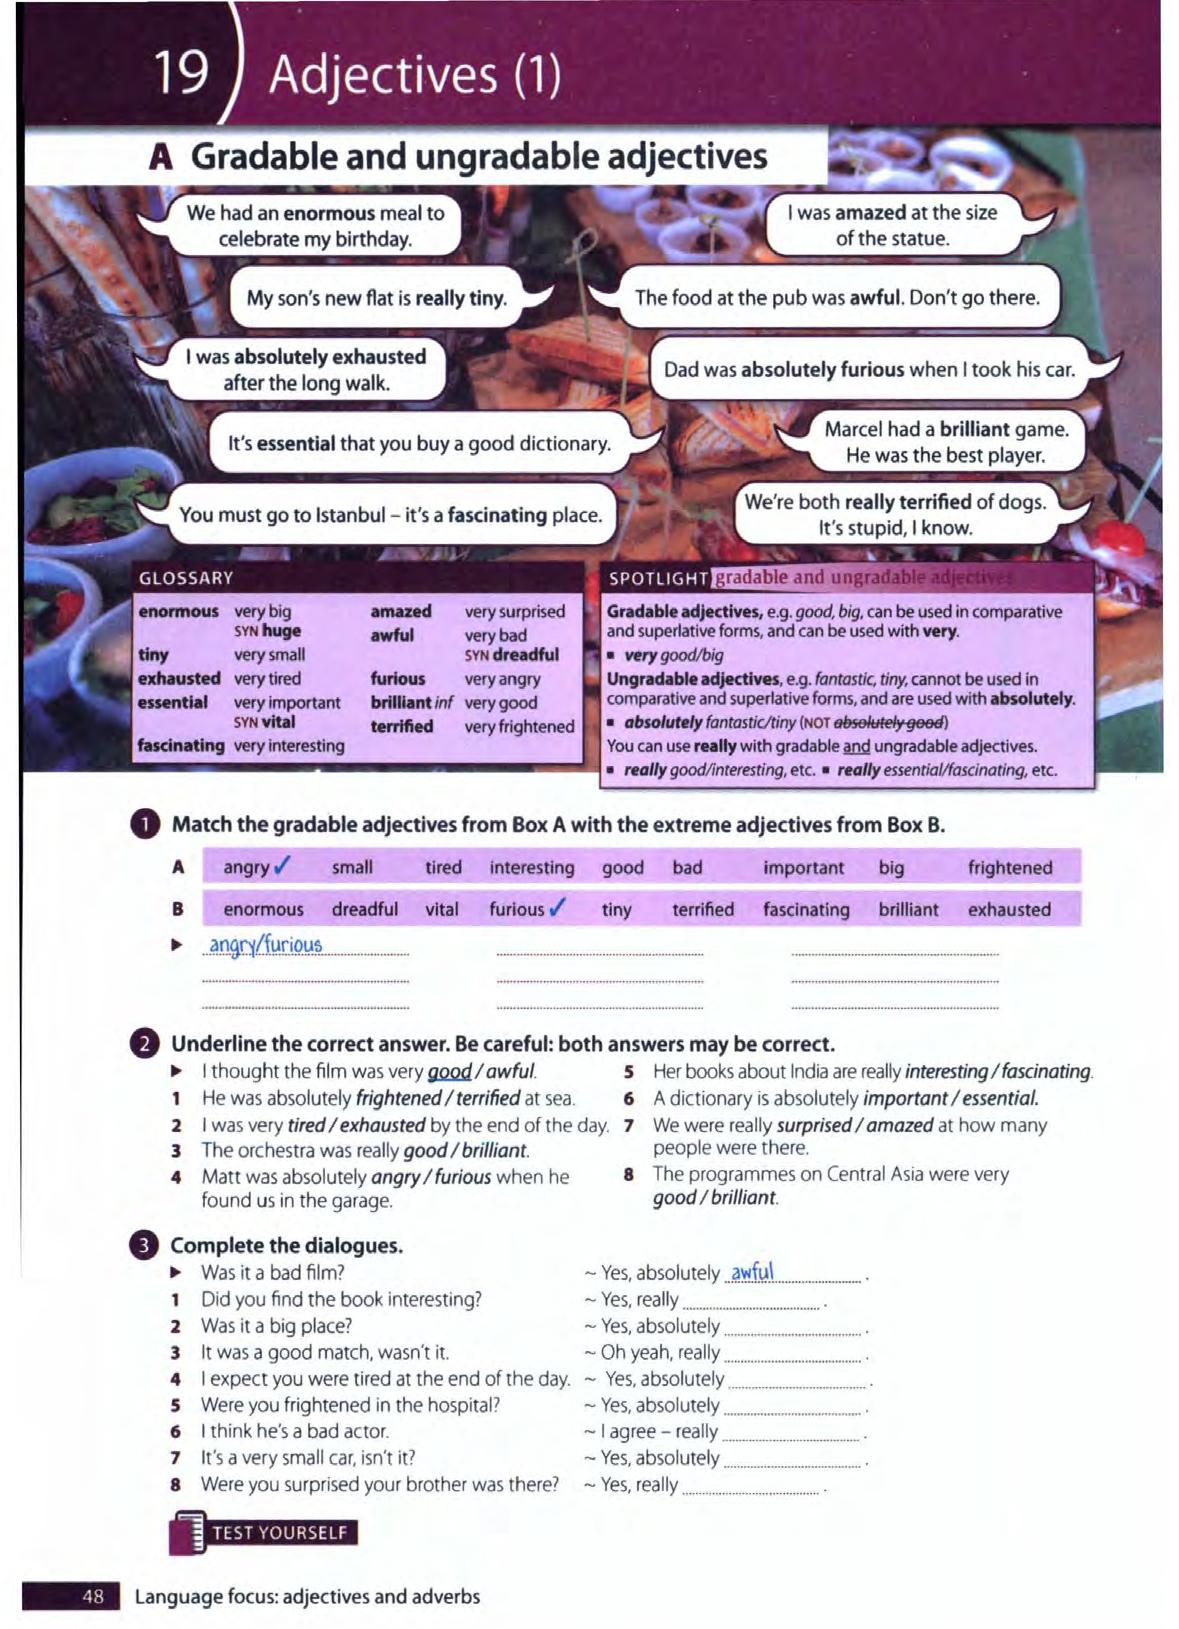 19 Adjectives (1)
A Gradable and ungradable adjectives
We had an enormous meal to
celebrate my birthday.
I was amazed at the size
of the statue.
My son's new flat is really tiny.
The food at the pub was awful. Don't go there.
I was absolutely exhausted
after the long walk.
Dad was absolutely furious when I took his car.
It's essential that you buy a good dictionary.
Marcel had a brilliant game.
He was the best player.
You must go to Istanbul – it's a fascinating place.
We're both really terrified of dogs.
It's stupid, I know.
GLOSSARY
enormous very big
SYN huge
tiny very small
exhausted very tired
essential very important
SYN vital
fascinating very interesting
amazed very surprised
awful very bad
SYN dreadful
furious very angry
brilliant inf very good
terrified very frightened
SPOTLIGHT gradable and ungradable adjectives
Gradable adjectives, e.g. good, big, can be used in comparative
and superlative forms, and can be used with very.
▪ very good/big
Ungradable adjectives, e.g. fantastic, tiny, cannot be used in
comparative and superlative forms, and are used with absolutely.
▪ absolutely fantastic/tiny (NOT absolutely good)
You can use really with gradable and ungradable adjectives.
▪ really good/interesting, etc. ▪ really essential/fascinating, etc.
1 Match the gradable adjectives from Box A with the extreme adjectives from Box B.
A angry ✓ small tired interesting good bad important big frightened
B enormous dreadful vital furious ✓ tiny terrified fascinating brilliant exhausted
▶ angry/furious
2 Underline the correct answer. Be careful: both answers may be correct.
▶ I thought the film was very good / awful.
1 He was absolutely frightened / terrified at sea.
2 I was very tired / exhausted by the end of the day.
3 The orchestra was really good / brilliant.
4 Matt was absolutely angry / furious when he
found us in the garage.
5 Her books about India are really interesting / fascinating.
6 A dictionary is absolutely important / essential.
7 We were really surprised / amazed at how many
people were there.
8 The programmes on Central Asia were very
good / brilliant.
3 Complete the dialogues.
▶ Was it a bad film? ~ Yes, absolutely awful.
1 Did you find the book interesting? ~ Yes, really .
2 Was it a big place? ~ Yes, absolutely .
3 It was a good match, wasn't it. ~ Oh yeah, really .
4 I expect you were tired at the end of the day. ~ Yes, absolutely .
5 Were you frightened in the hospital? ~ Yes, absolutely .
6 I think he's a bad actor. ~ I agree – really .
7 It's a very small car, isn't it? ~ Yes, absolutely .
8 Were you surprised your brother was there? ~ Yes, really .
TEST YOURSELF
48 Language focus: adjectives and adverbs